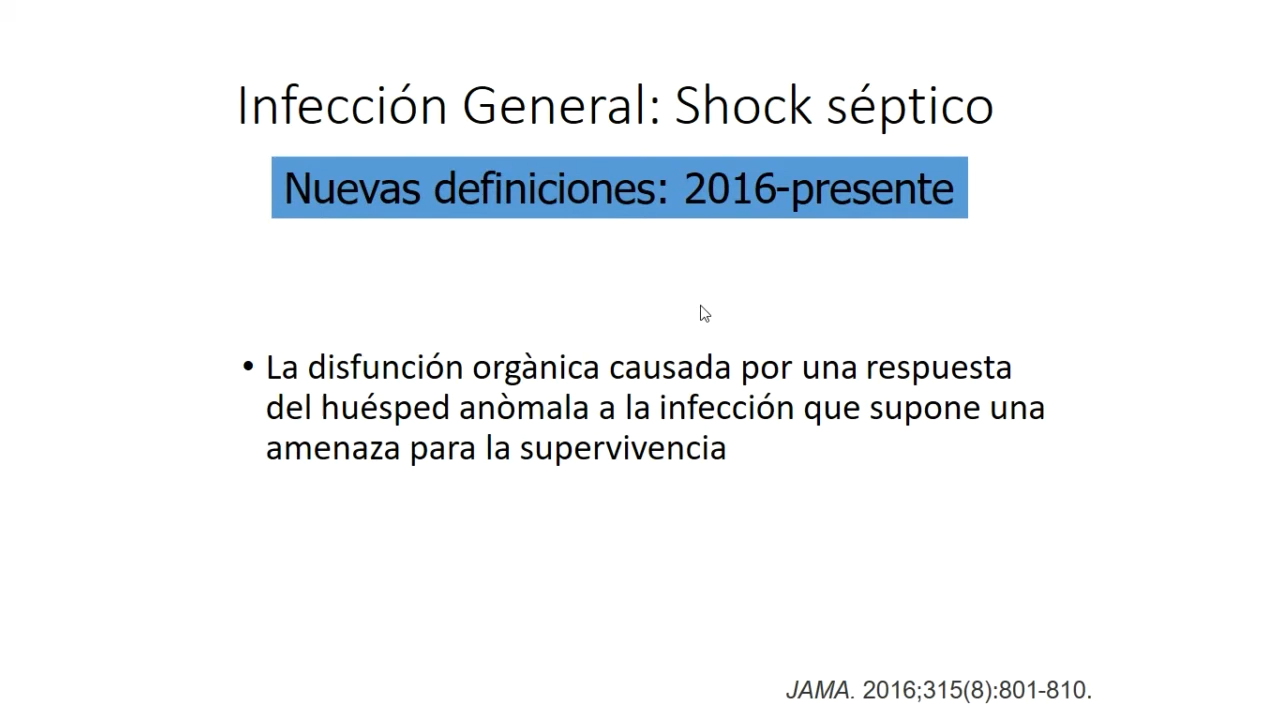 Infección General: Shock séptico
Nuevas definiciones: 2016-presente
• La disfunción orgànica causada por una respuesta
del huésped anòmala a la infección que supone una
amenaza para la supervivencia
JAMA. 2016;315(8):801-810.